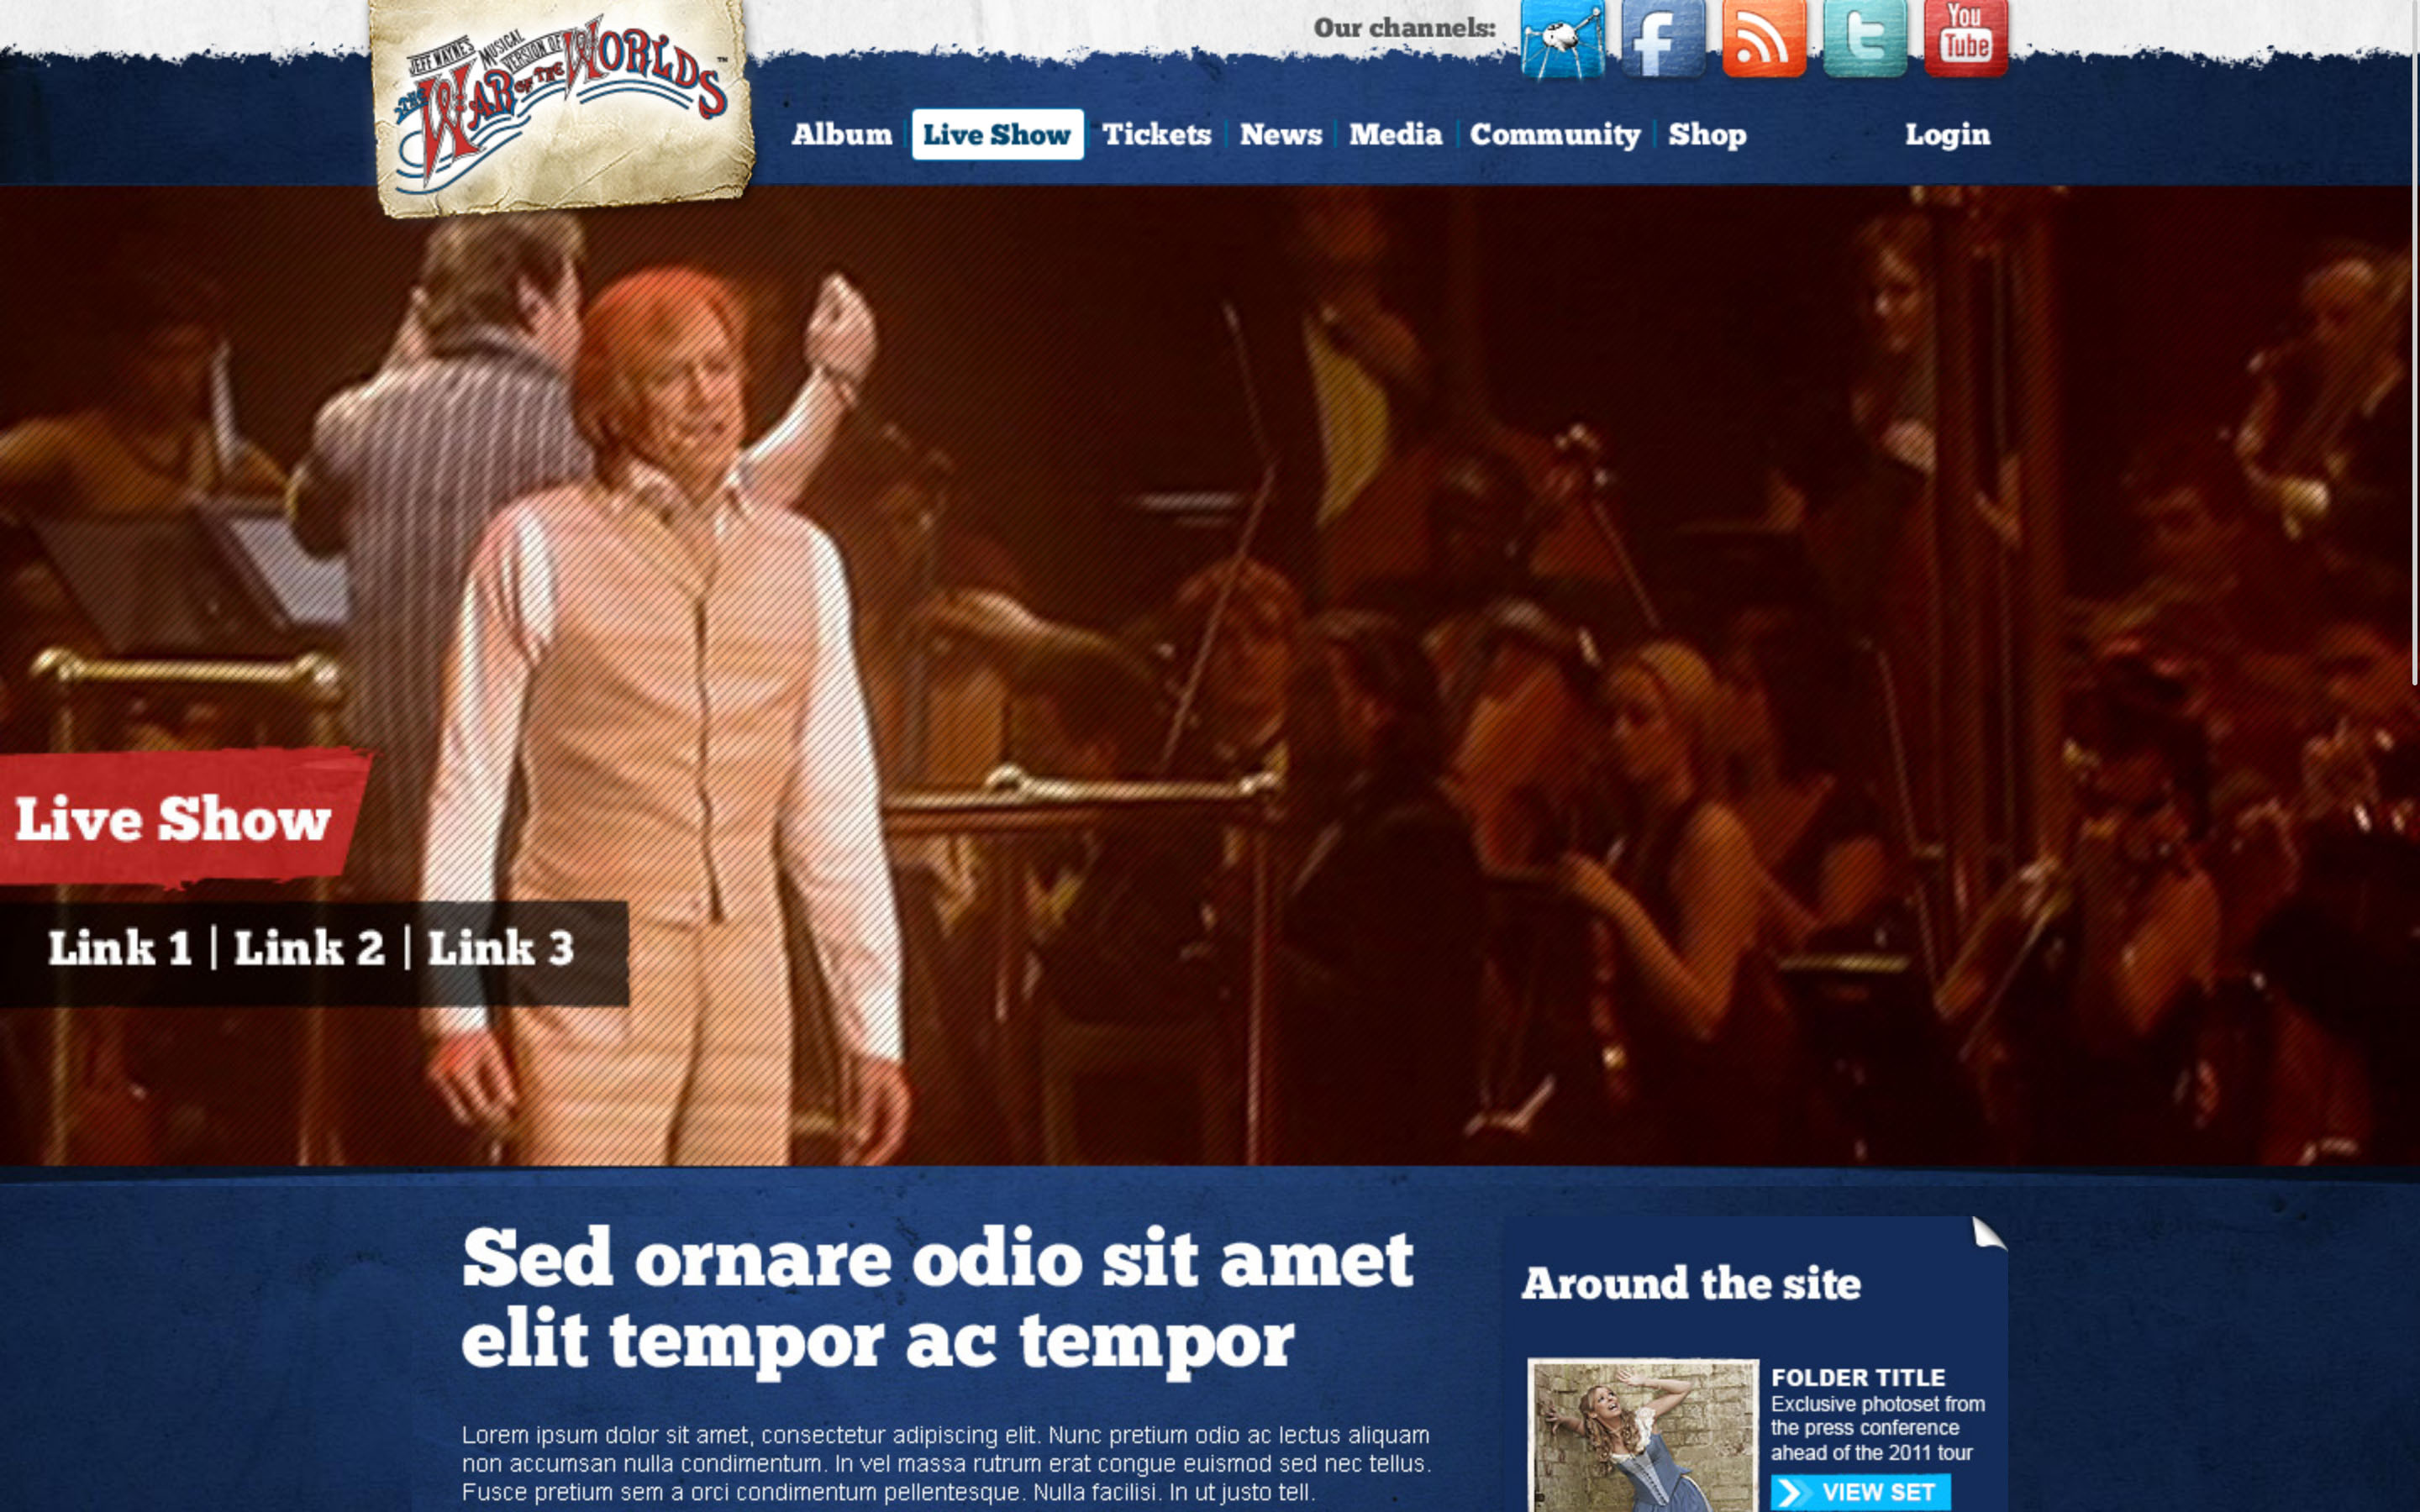 JEFF WAYNE'S
MUSICAL
VERSION OF
THE WAR OF THE WORLDS™
Our channels:
You
Tube
Album Live Show Tickets News Media Community Shop Login
Live Show
Link 1 | Link 2 | Link 3
Sed ornare odio sit amet
elit tempor ac tempor
Lorem ipsum dolor sit amet, consectetur adipiscing elit. Nunc pretium odio ac lectus aliquam
non accumsan nulla condimentum. In vel massa rutrum erat congue euismod sed nec tellus.
Fusce pretium sem a orci condimentum pellentesque. Nulla facilisi. In ut justo tell.
Around the site
FOLDER TITLE
Exclusive photoset from
the press conference
ahead of the 2011 tour
VIEW SET